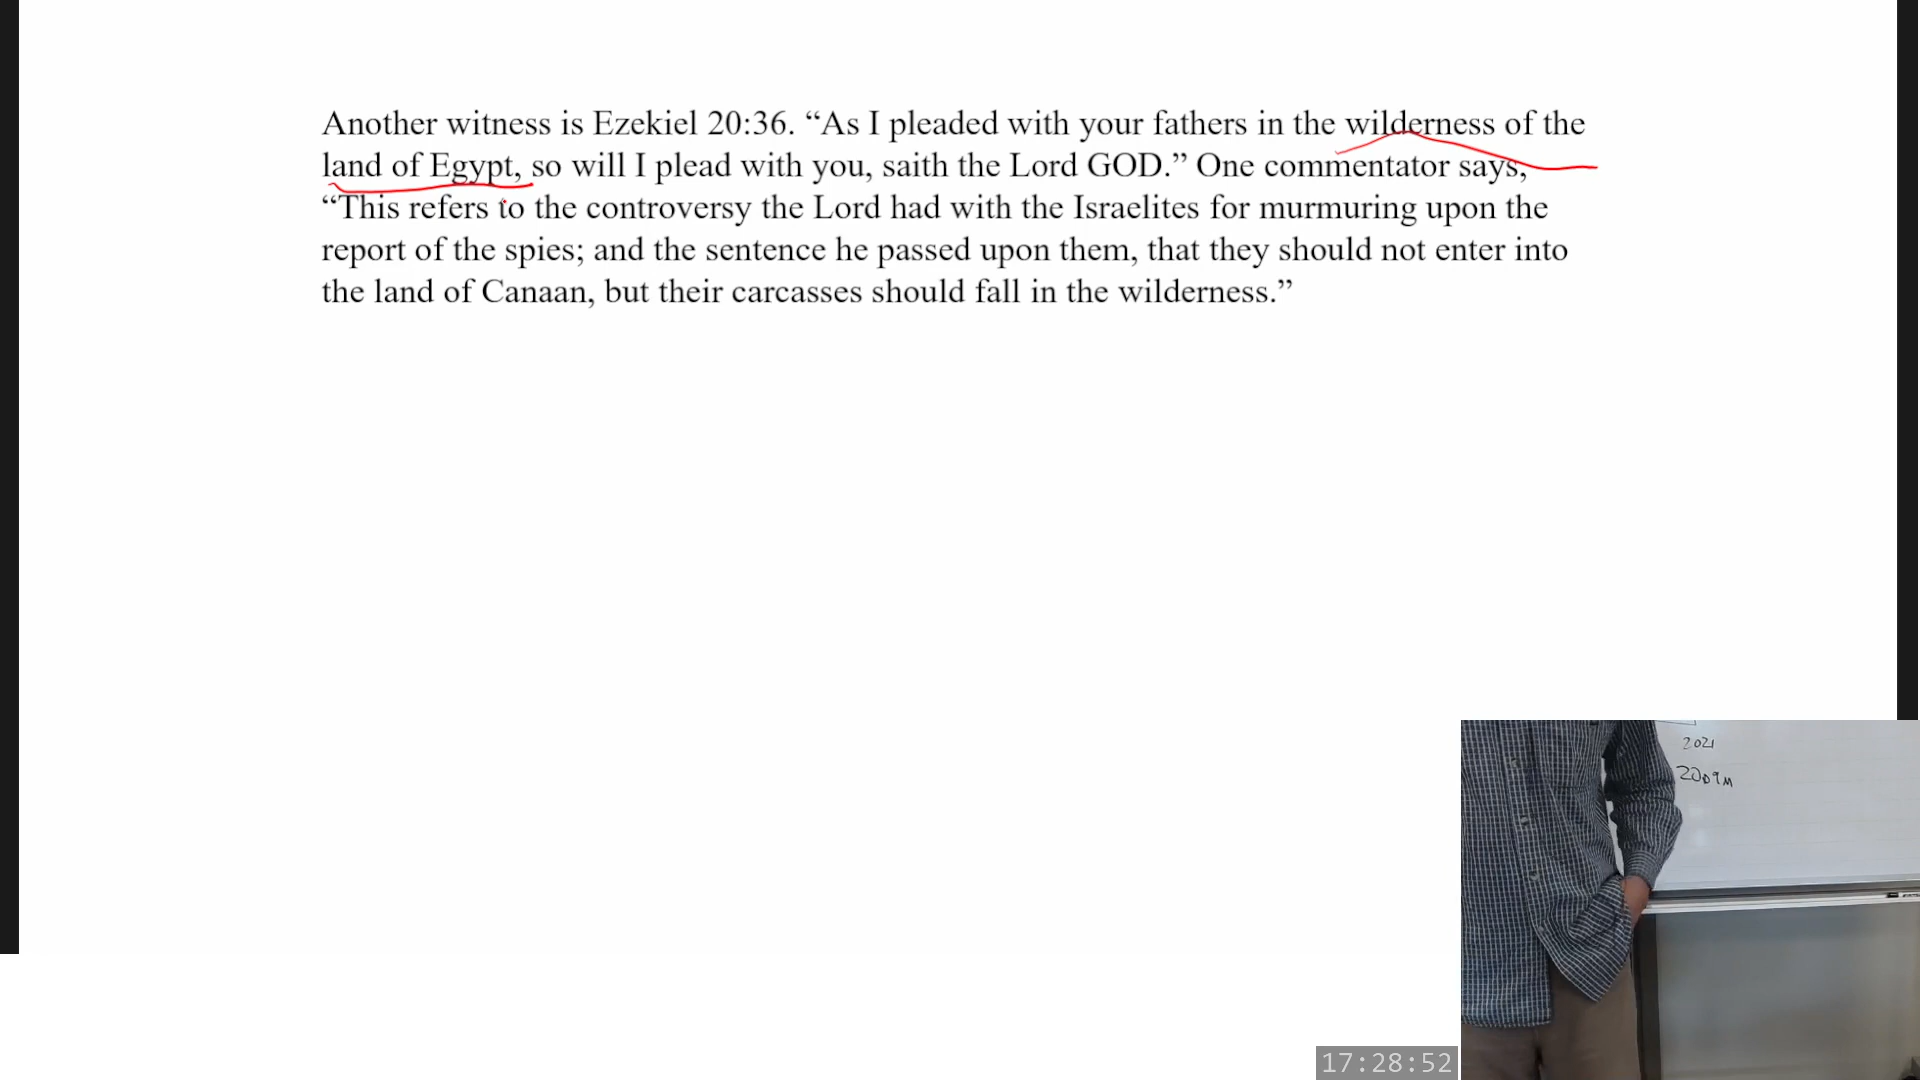 Another witness is Ezekiel 20:36. “As I pleaded with your fathers in the wilderness of the
land of Egypt, so will I plead with you, saith the Lord GOD.” One commentator says,
“This refers to the controversy the Lord had with the Israelites for murmuring upon the
report of the spies; and the sentence he passed upon them, that they should not enter into
the land of Canaan, but their carcasses should fall in the wilderness.”
2021
2009M
17:28:52